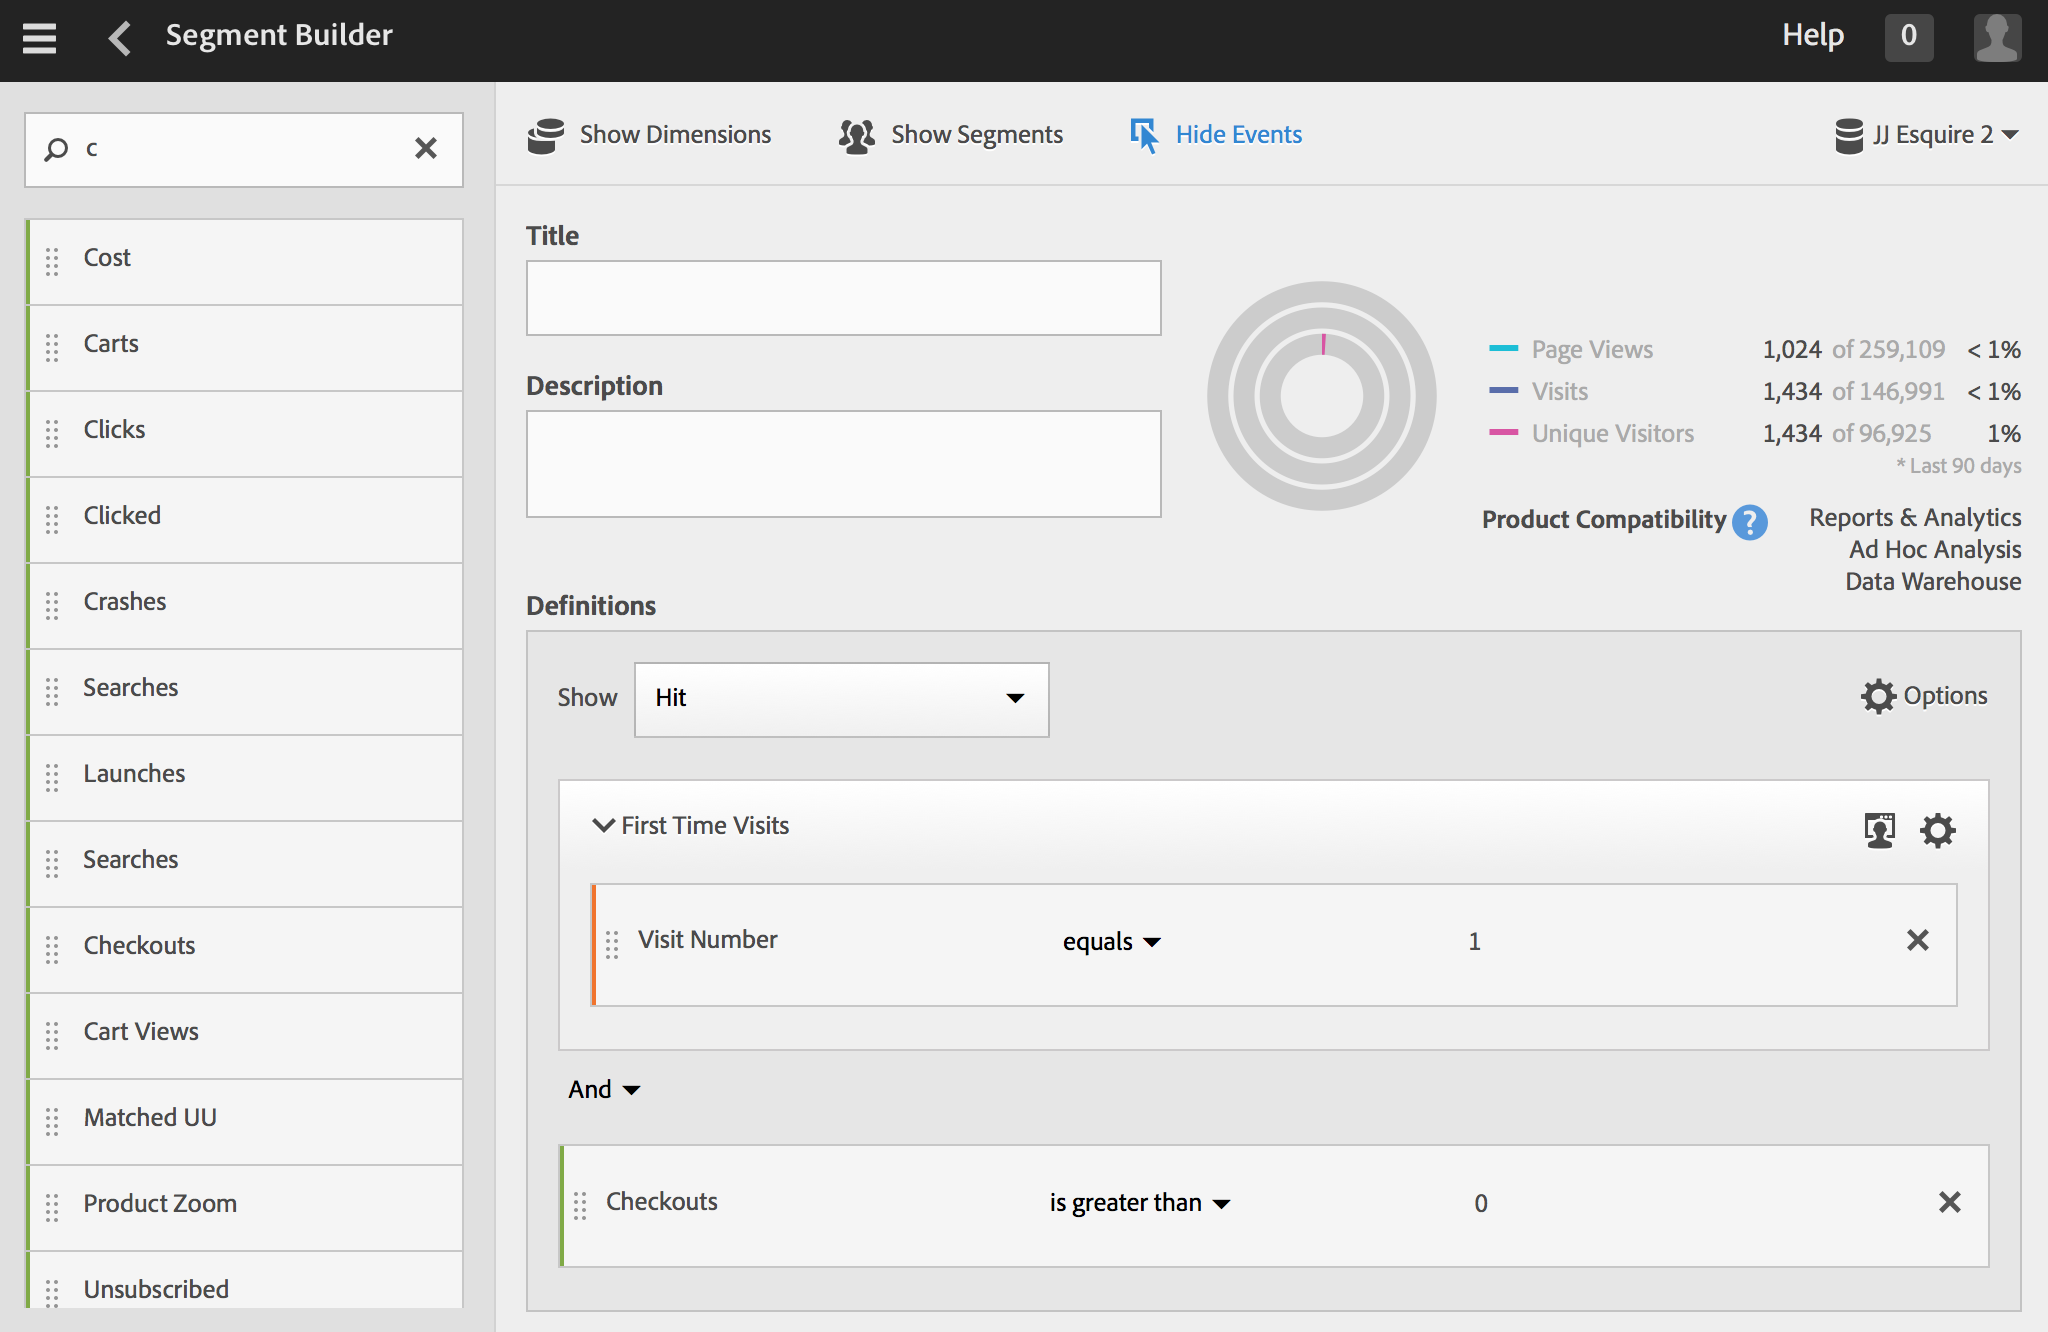 Segment Builder
Help
0
c
Show Dimensions
Show Segments
Hide Events
JJ Esquire 2
Cost
Carts
Clicks
Clicked
Crashes
Searches
Launches
Searches
Checkouts
Cart Views
Matched UU
Product Zoom
Unsubscribed
Title
Description
Page Views 1,024 of 259,109 < 1%
Visits 1,434 of 146,991 < 1%
Unique Visitors 1,434 of 96,925 1%
* Last 90 days
Product Compatibility ? Reports & Analytics
Ad Hoc Analysis
Data Warehouse
Definitions
Show Hit
Options
First Time Visits
Visit Number equals 1
And
Checkouts is greater than 0